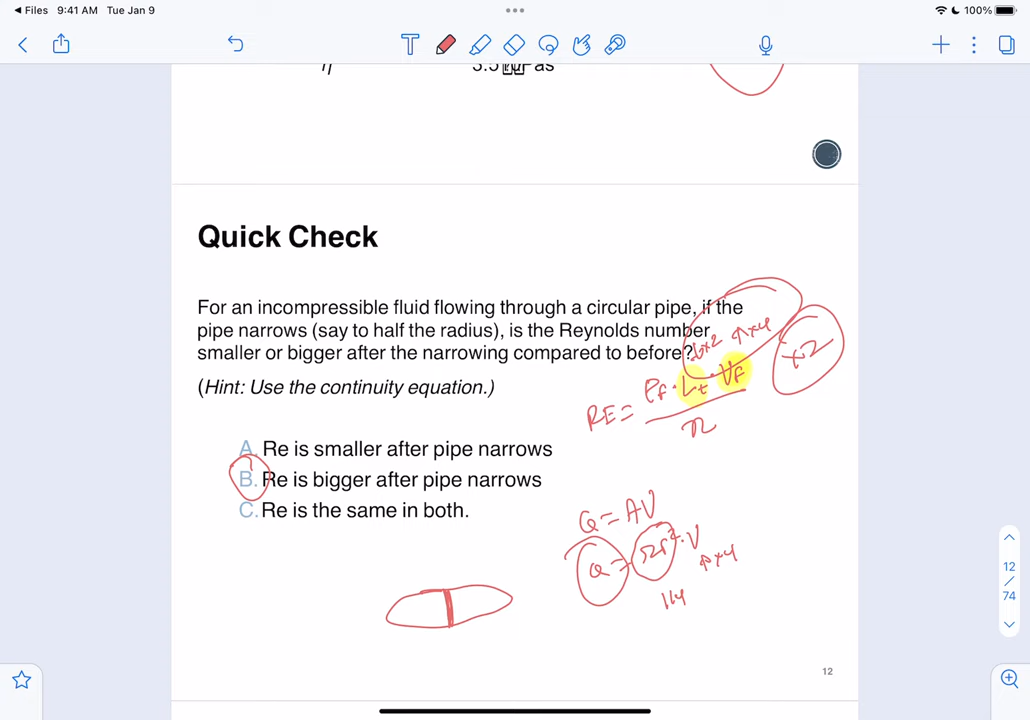 Files 9:41 AM Tue Jan 9
100%
T
η
Quick Check
For an incompressible fluid flowing through a circular pipe, if the
pipe narrows (say to half the radius), is the Reynolds number
smaller or bigger after the narrowing compared to before?
(Hint: Use the continuity equation.)
↑×4
×2
RE =
A. Re is smaller after pipe narrows
B. Re is bigger after pipe narrows
C. Re is the same in both.
Q = AV
↑×4
1/4
12
/
74
12